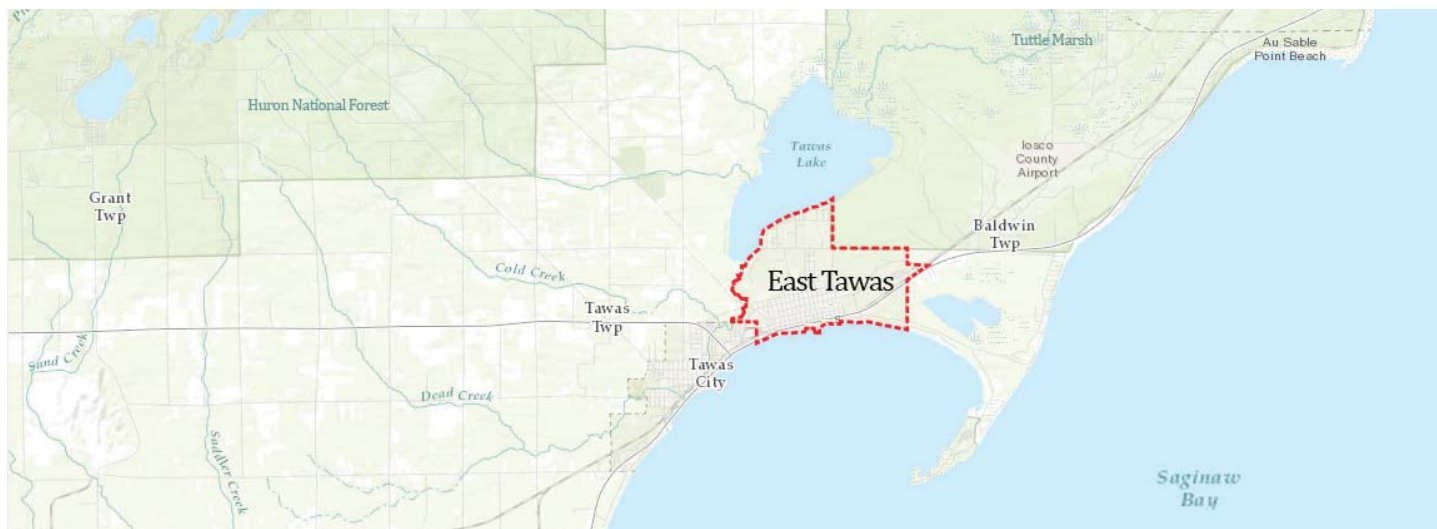 Tuttle Marsh
Au Sable
Point Beach
Huron National Forest
Tawas
Lake
Iosco
County
Airport
Grant
Twp
Baldwin
Twp
Cold Creek
East Tawas
Tawas
Twp
Sand Creek
Tawas
City
Dead Creek
Saddler Creek
Saginaw
Bay